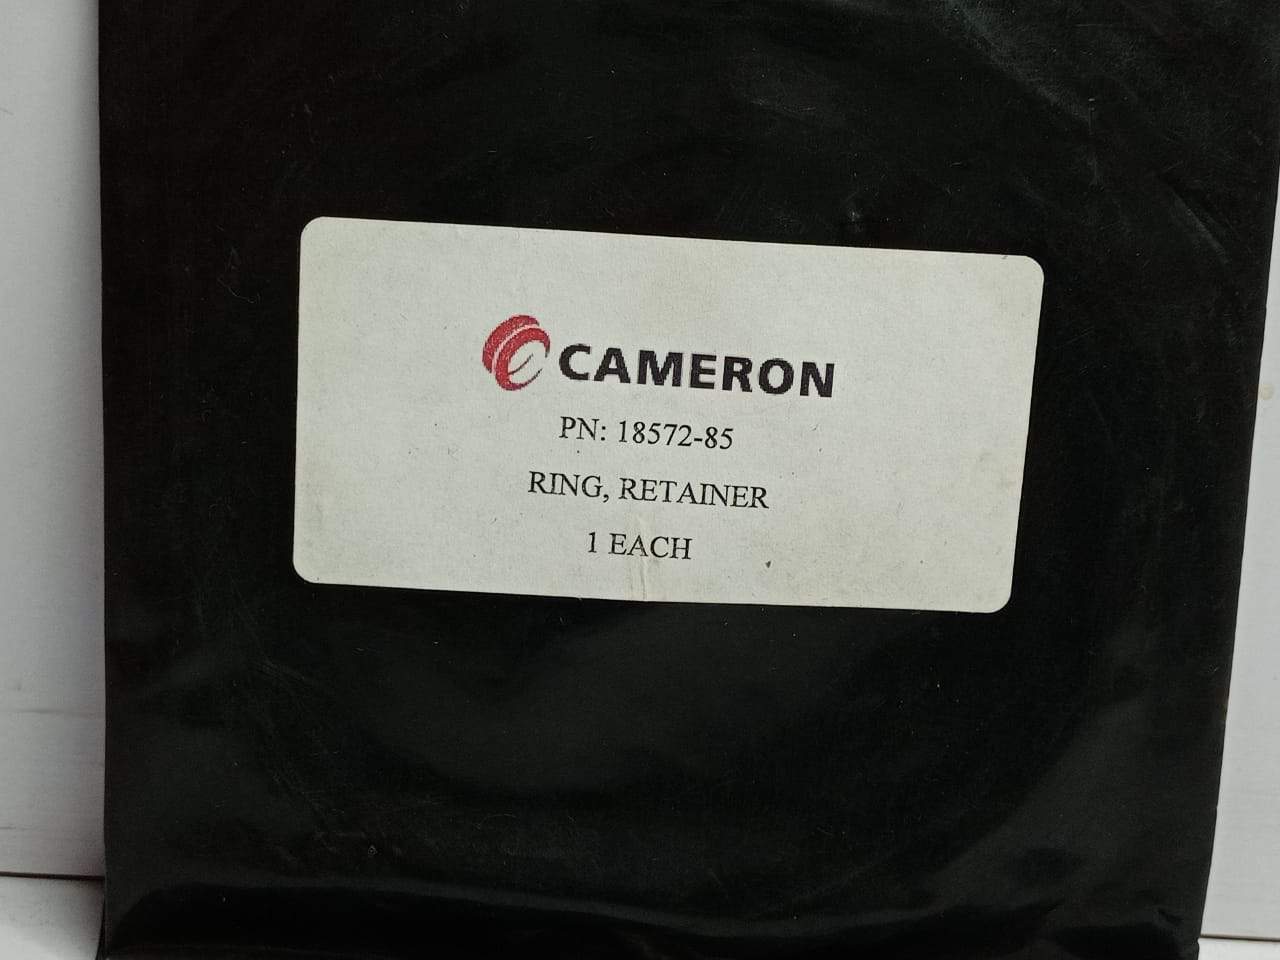 CAMERON
PN: 18572-85
RING, RETAINER
1 EACH